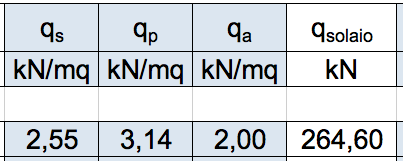 qs qp qa qsolaio
kN/mq kN/mq kN/mq kN
2,55 3,14 2,00 264,60